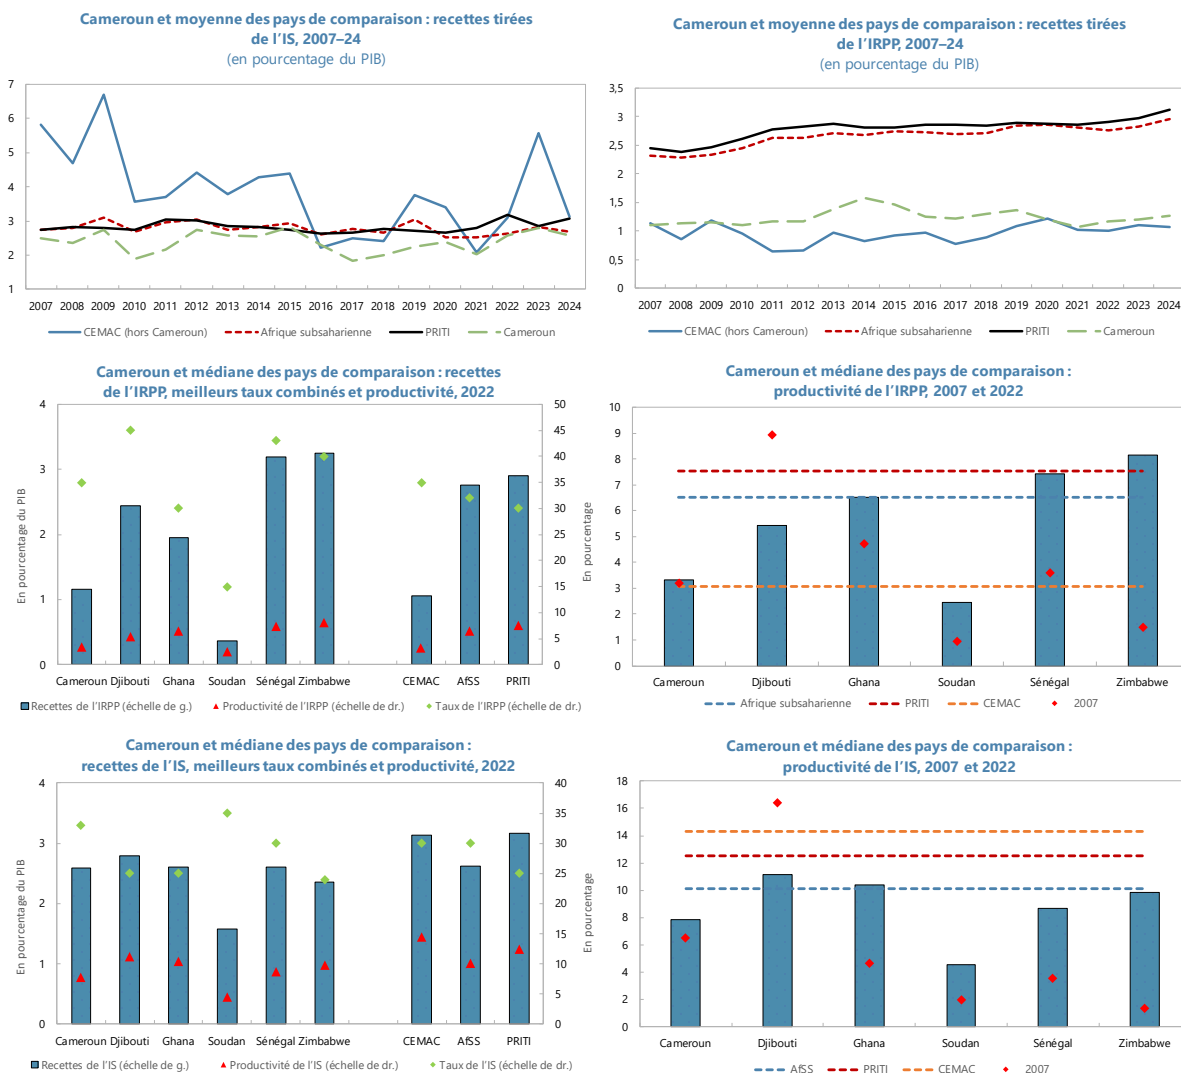 Cameroun et moyenne des pays de comparaison : recettes tirées
de l'IS, 2007–24
(en pourcentage du PIB)
7
6
5
4
3
2
1
2007 2008 2009 2010 2011 2012 2013 2014 2015 2016 2017 2018 2019 2020 2021 2022 2023 2024
CEMAC (hors Cameroun) Afrique subsaharienne PRITI Cameroun
Cameroun et moyenne des pays de comparaison : recettes tirées
de l'IRPP, 2007–24
(en pourcentage du PIB)
3,5
3
2,5
2
1,5
1
0,5
0
2007 2008 2009 2010 2011 2012 2013 2014 2015 2016 2017 2018 2019 2020 2021 2022 2023 2024
CEMAC (hors Cameroun) Afrique subsaharienne PRITI Cameroun
Cameroun et médiane des pays de comparaison : recettes
de l'IRPP, meilleurs taux combinés et productivité, 2022
En pourcentage du PIB
4
3
2
1
0
50
45
40
35
30
25
20
15
10
5
0
Cameroun Djibouti Ghana Soudan Sénégal Zimbabwe CEMAC AfSS PRITI
Recettes de l'IRPP (échelle de g.) Productivité de l'IRPP (échelle de dr.) Taux de l'IRPP (échelle de dr.)
Cameroun et médiane des pays de comparaison :
productivité de l'IRPP, 2007 et 2022
En pourcentage
10
9
8
7
6
5
4
3
2
1
0
Cameroun Djibouti Ghana Soudan Sénégal Zimbabwe
Afrique subsaharienne PRITI CEMAC 2007
Cameroun et médiane des pays de comparaison :
recettes de l'IS, meilleurs taux combinés et productivité, 2022
En pourcentage du PIB
4
3
2
1
0
40
35
30
25
20
15
10
5
0
Cameroun Djibouti Ghana Soudan Sénégal Zimbabwe CEMAC AfSS PRITI
Recettes de l'IS (échelle de g.) Productivité de l'IS (échelle de dr.) Taux de l'IS (échelle de dr.)
Cameroun et médiane des pays de comparaison :
productivité de l'IS, 2007 et 2022
En pourcentage
18
16
14
12
10
8
6
4
2
0
Cameroun Djibouti Ghana Soudan Sénégal Zimbabwe
AfSS PRITI CEMAC 2007